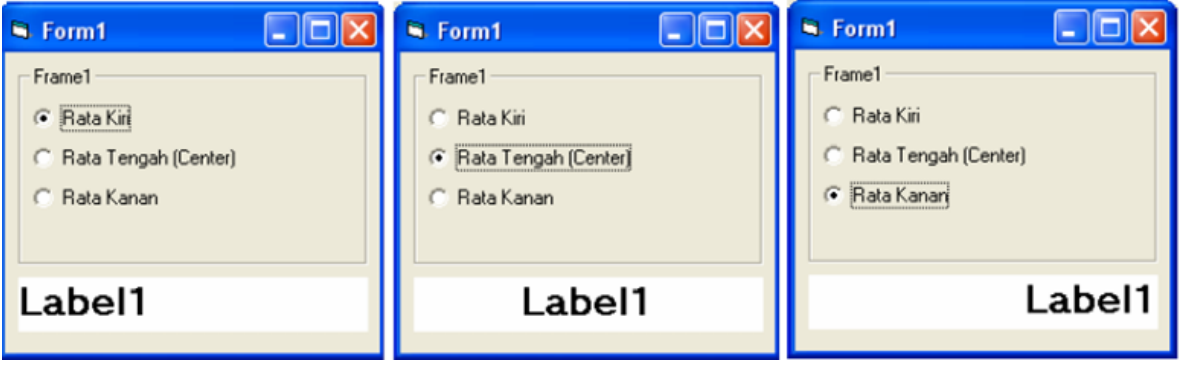 Form1
Frame1
Rata Kiri
Rata Tengah (Center)
Rata Kanan
Label1
Form1
Frame1
Rata Kiri
Rata Tengah (Center)
Rata Kanan
Label1
Form1
Frame1
Rata Kiri
Rata Tengah (Center)
Rata Kanan
Label1